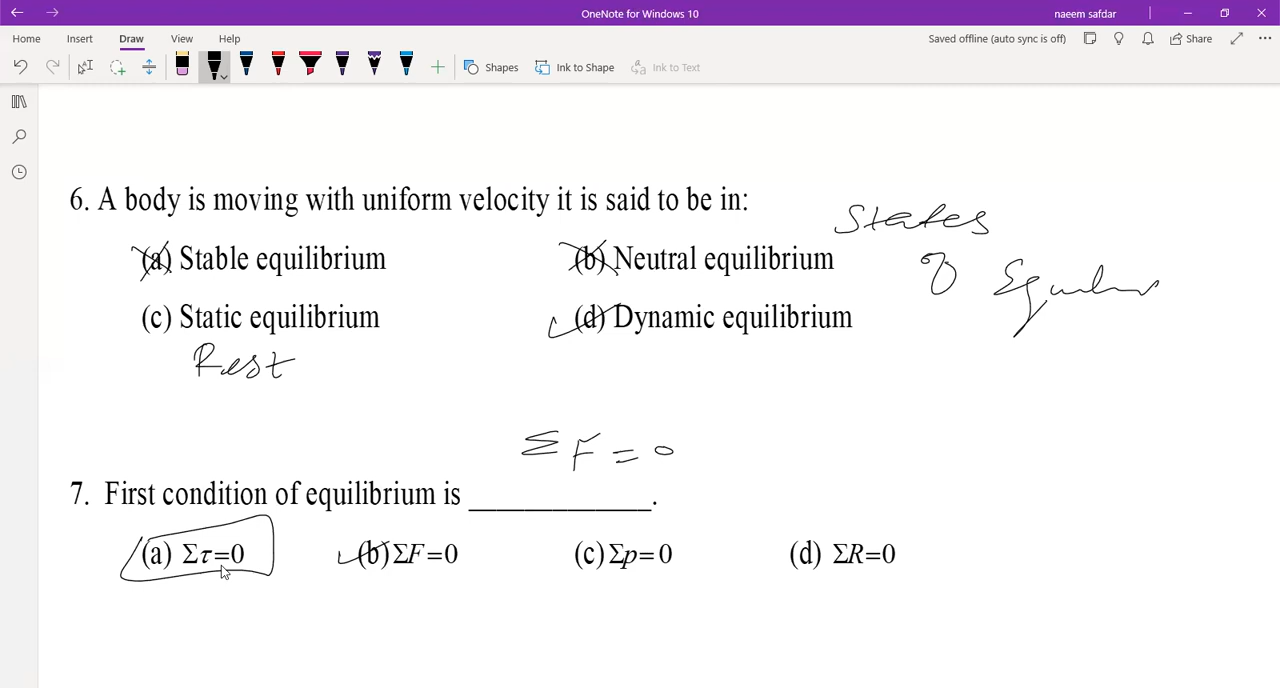 OneNote for Windows 10
naeem safdar
Home Insert Draw View Help
Saved offline (auto sync is off)
Share
Shapes Ink to Shape Ink to Text
6. A body is moving with uniform velocity it is said to be in:
States
(a) Stable equilibrium (b) Neutral equilibrium
of
(c) Static equilibrium (d) Dynamic equilibrium
Rest
Σ F = 0
7. First condition of equilibrium is ____________.
(a) Στ=0 (b) ΣF=0 (c) Σp=0 (d) ΣR=0